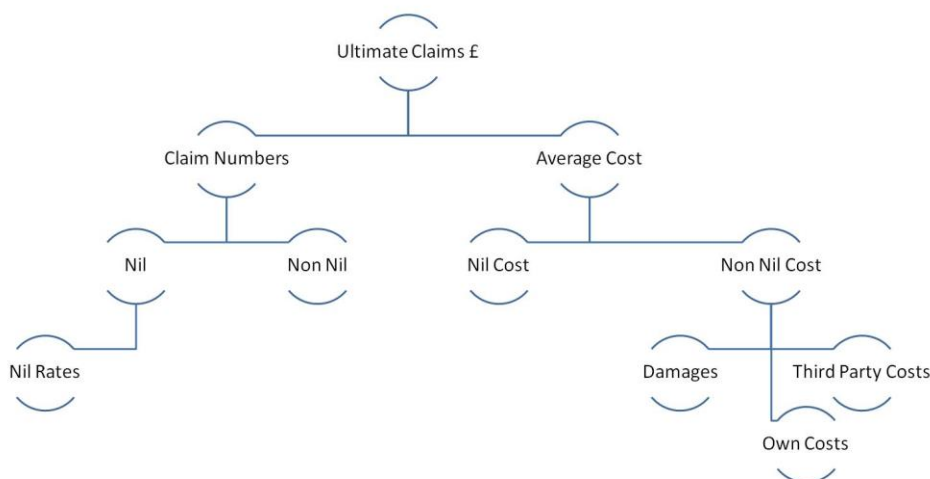 Ultimate Claims £
Claim Numbers
Average Cost
Nil
Non Nil
Nil Cost
Non Nil Cost
Nil Rates
Damages
Third Party Costs
Own Costs